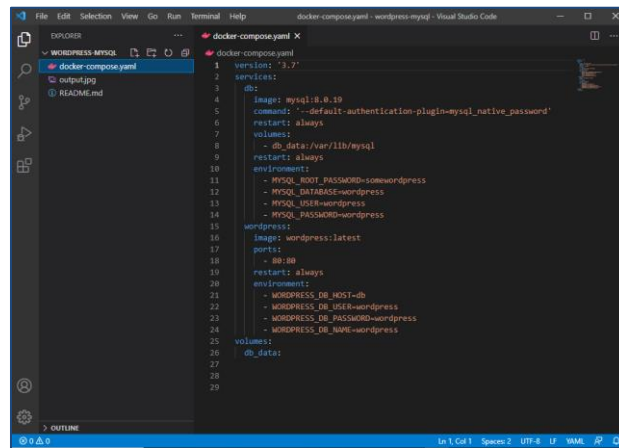 File Edit Selection View Go Run Terminal Help
docker-compose.yaml - wordpress-mysql - Visual Studio Code
EXPLORER
WORDPRESS-MYSQL
docker-compose.yaml
output.jpg
README.md
OUTLINE
docker-compose.yaml
docker-compose.yaml
1 version: '3.7'
2 services:
3 db:
4 image: mysql:8.0.19
5 command: '--default-authentication-plugin=mysql_native_password'
6 restart: always
7 volumes:
8 - db_data:/var/lib/mysql
9 restart: always
10 environment:
11 - MYSQL_ROOT_PASSWORD=somewordpress
12 - MYSQL_DATABASE=wordpress
13 - MYSQL_USER=wordpress
14 - MYSQL_PASSWORD=wordpress
15 wordpress:
16 image: wordpress:latest
17 ports:
18 - 80:80
19 restart: always
20 environment:
21 - WORDPRESS_DB_HOST=db
22 - WORDPRESS_DB_USER=wordpress
23 - WORDPRESS_DB_PASSWORD=wordpress
24 - WORDPRESS_DB_NAME=wordpress
25 volumes:
26 db_data:
27
28
29
0 0 Ln 1, Col 1 Spaces: 2 UTF-8 LF YAML